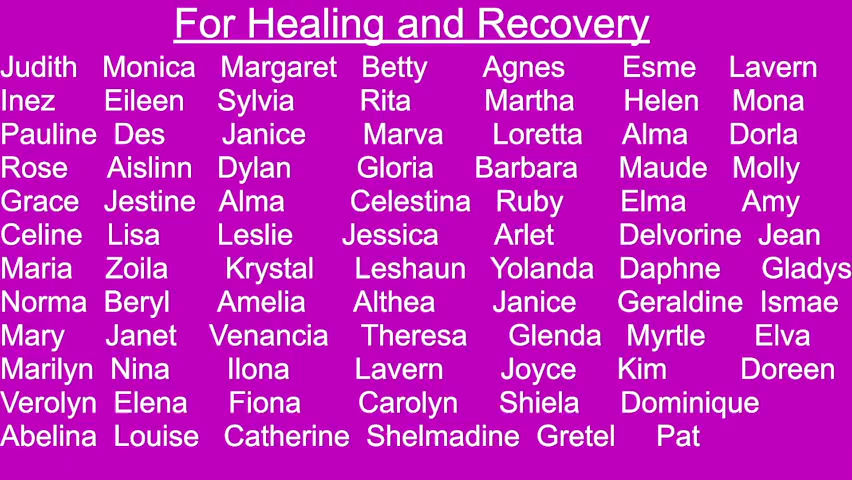 For Healing and Recovery
Judith Monica Margaret Betty Agnes Esme Lavern
Inez Eileen Sylvia Rita Martha Helen Mona
Pauline Des Janice Marva Loretta Alma Dorla
Rose Aislinn Dylan Gloria Barbara Maude Molly
Grace Jestine Alma Celestina Ruby Elma Amy
Celine Lisa Leslie Jessica Arlet Delvorine Jean
Maria Zoila Krystal Leshaun Yolanda Daphne Gladys
Norma Beryl Amelia Althea Janice Geraldine Ismae
Mary Janet Venancia Theresa Glenda Myrtle Elva
Marilyn Nina Ilona Lavern Joyce Kim Doreen
Verolyn Elena Fiona Carolyn Shiela Dominique
Abelina Louise Catherine Shelmadine Gretel Pat